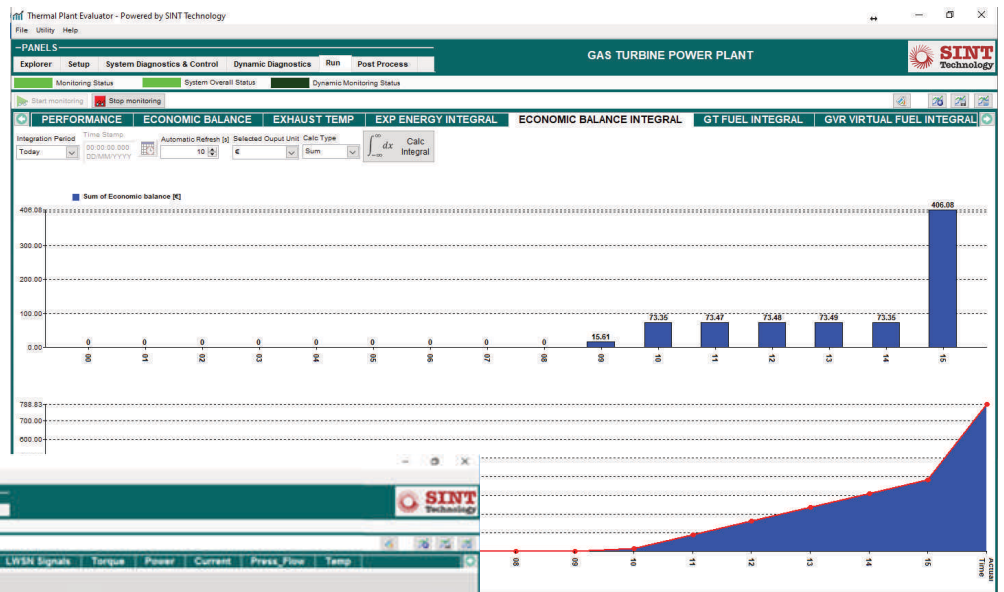 Thermal Plant Evaluator - Powered by SINT Technology
File Utility Help
PANELS
Explorer Setup System Diagnostics & Control Dynamic Diagnostics Run Post Process
GAS TURBINE POWER PLANT
SINT
Technology
Monitoring Status System Overall Status Dynamic Monitoring Status
Start monitoring Stop monitoring
PERFORMANCE ECONOMIC BALANCE EXHAUST TEMP EXP ENERGY INTEGRAL ECONOMIC BALANCE INTEGRAL GT FUEL INTEGRAL GVR VIRTUAL FUEL INTEGRAL
Integration Period Time Stamp Automatic Refresh [s] Selected Ouput Unit Calc Type
Today 00:00:00.000 DD/MM/YYYY 10 € Sum ∫ dx Calc Integral
Sum of Economic balance [€]
406.08
300.00
200.00
100.00
0.00
0 0 0 0 0 0 0 0 0 15.61 73.35 73.47 73.48 73.49 73.35 406.08
00 01 02 03 04 05 06 07 08 09 10 11 12 13 14 15
788.83
700.00
600.00
08 09 10 11 12 13 14 15 Actual Time
SINT
Technology
LWSN Signals Torque Power Current Press_Flow Temp